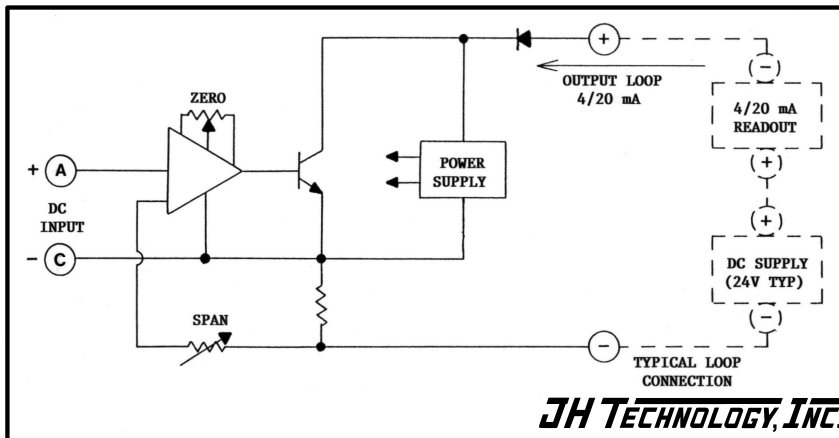 ZERO
+ A
DC
INPUT
- C
SPAN
POWER
SUPPLY
+
OUTPUT LOOP
4/20 mA
(-)
4/20 mA
READOUT
(+)
(+)
DC SUPPLY
(24V TYP)
(-)
-
TYPICAL LOOP
CONNECTION
JH TECHNOLOGY, INC.